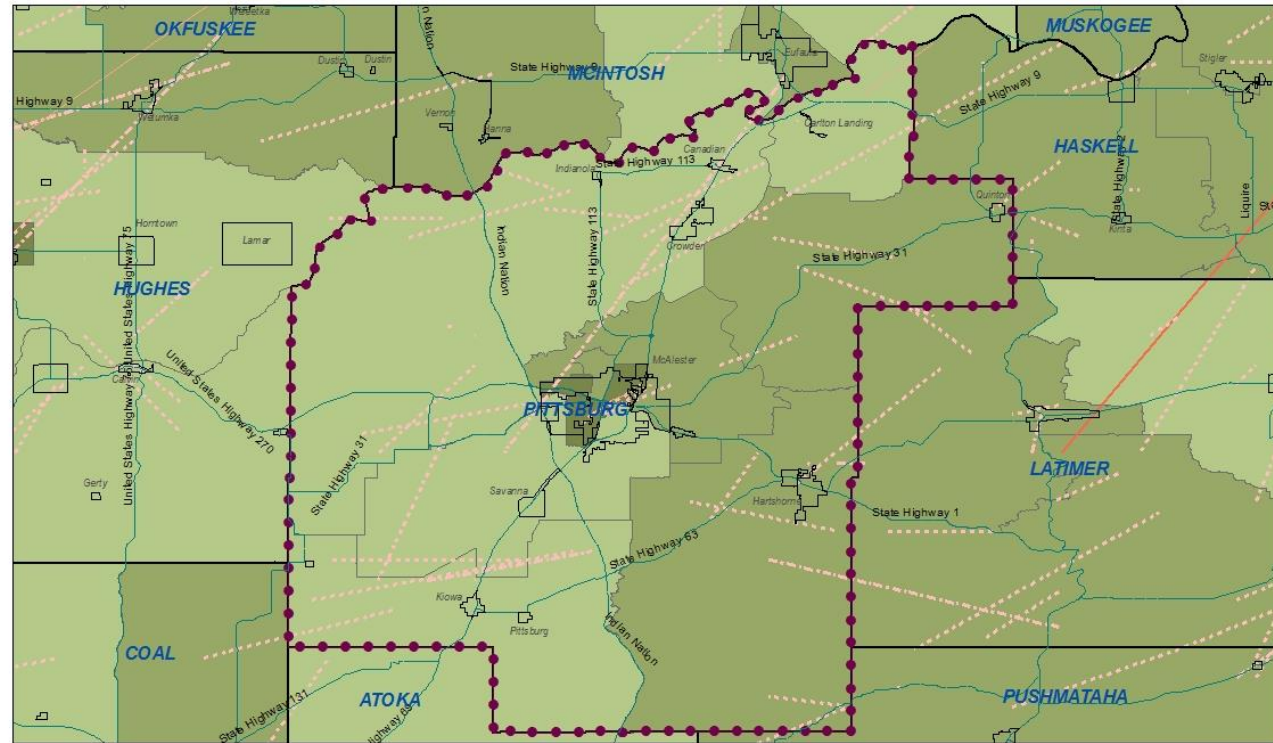 OKFUSKEE
Dustin
Dustin
n Nation
State Highway 9
MCINTOSH
Eufaula
MUSKOGEE
Stigler
Highway 9
Wetumka
Vernon
Hanna
State Highway 9
Carlton Landing
HASKELL
Indianola
State Highway 113
Canadian
Quinton
Kinta
Liquire
Horntown
Lamar
Crowder
HUGHES
United States Highway 75
Indian Nation
State Highway 113
State Highway 31
McAlester
Calvin
United States Highway 270
PITTSBURG
LATIMER
Gerty
State Highway 31
Savanna
Hartshorne
State Highway 1
State Highway 63
Kiowa
Pittsburg
Indian Nation
COAL
State Highway 131
ATOKA
PUSHMATAHA